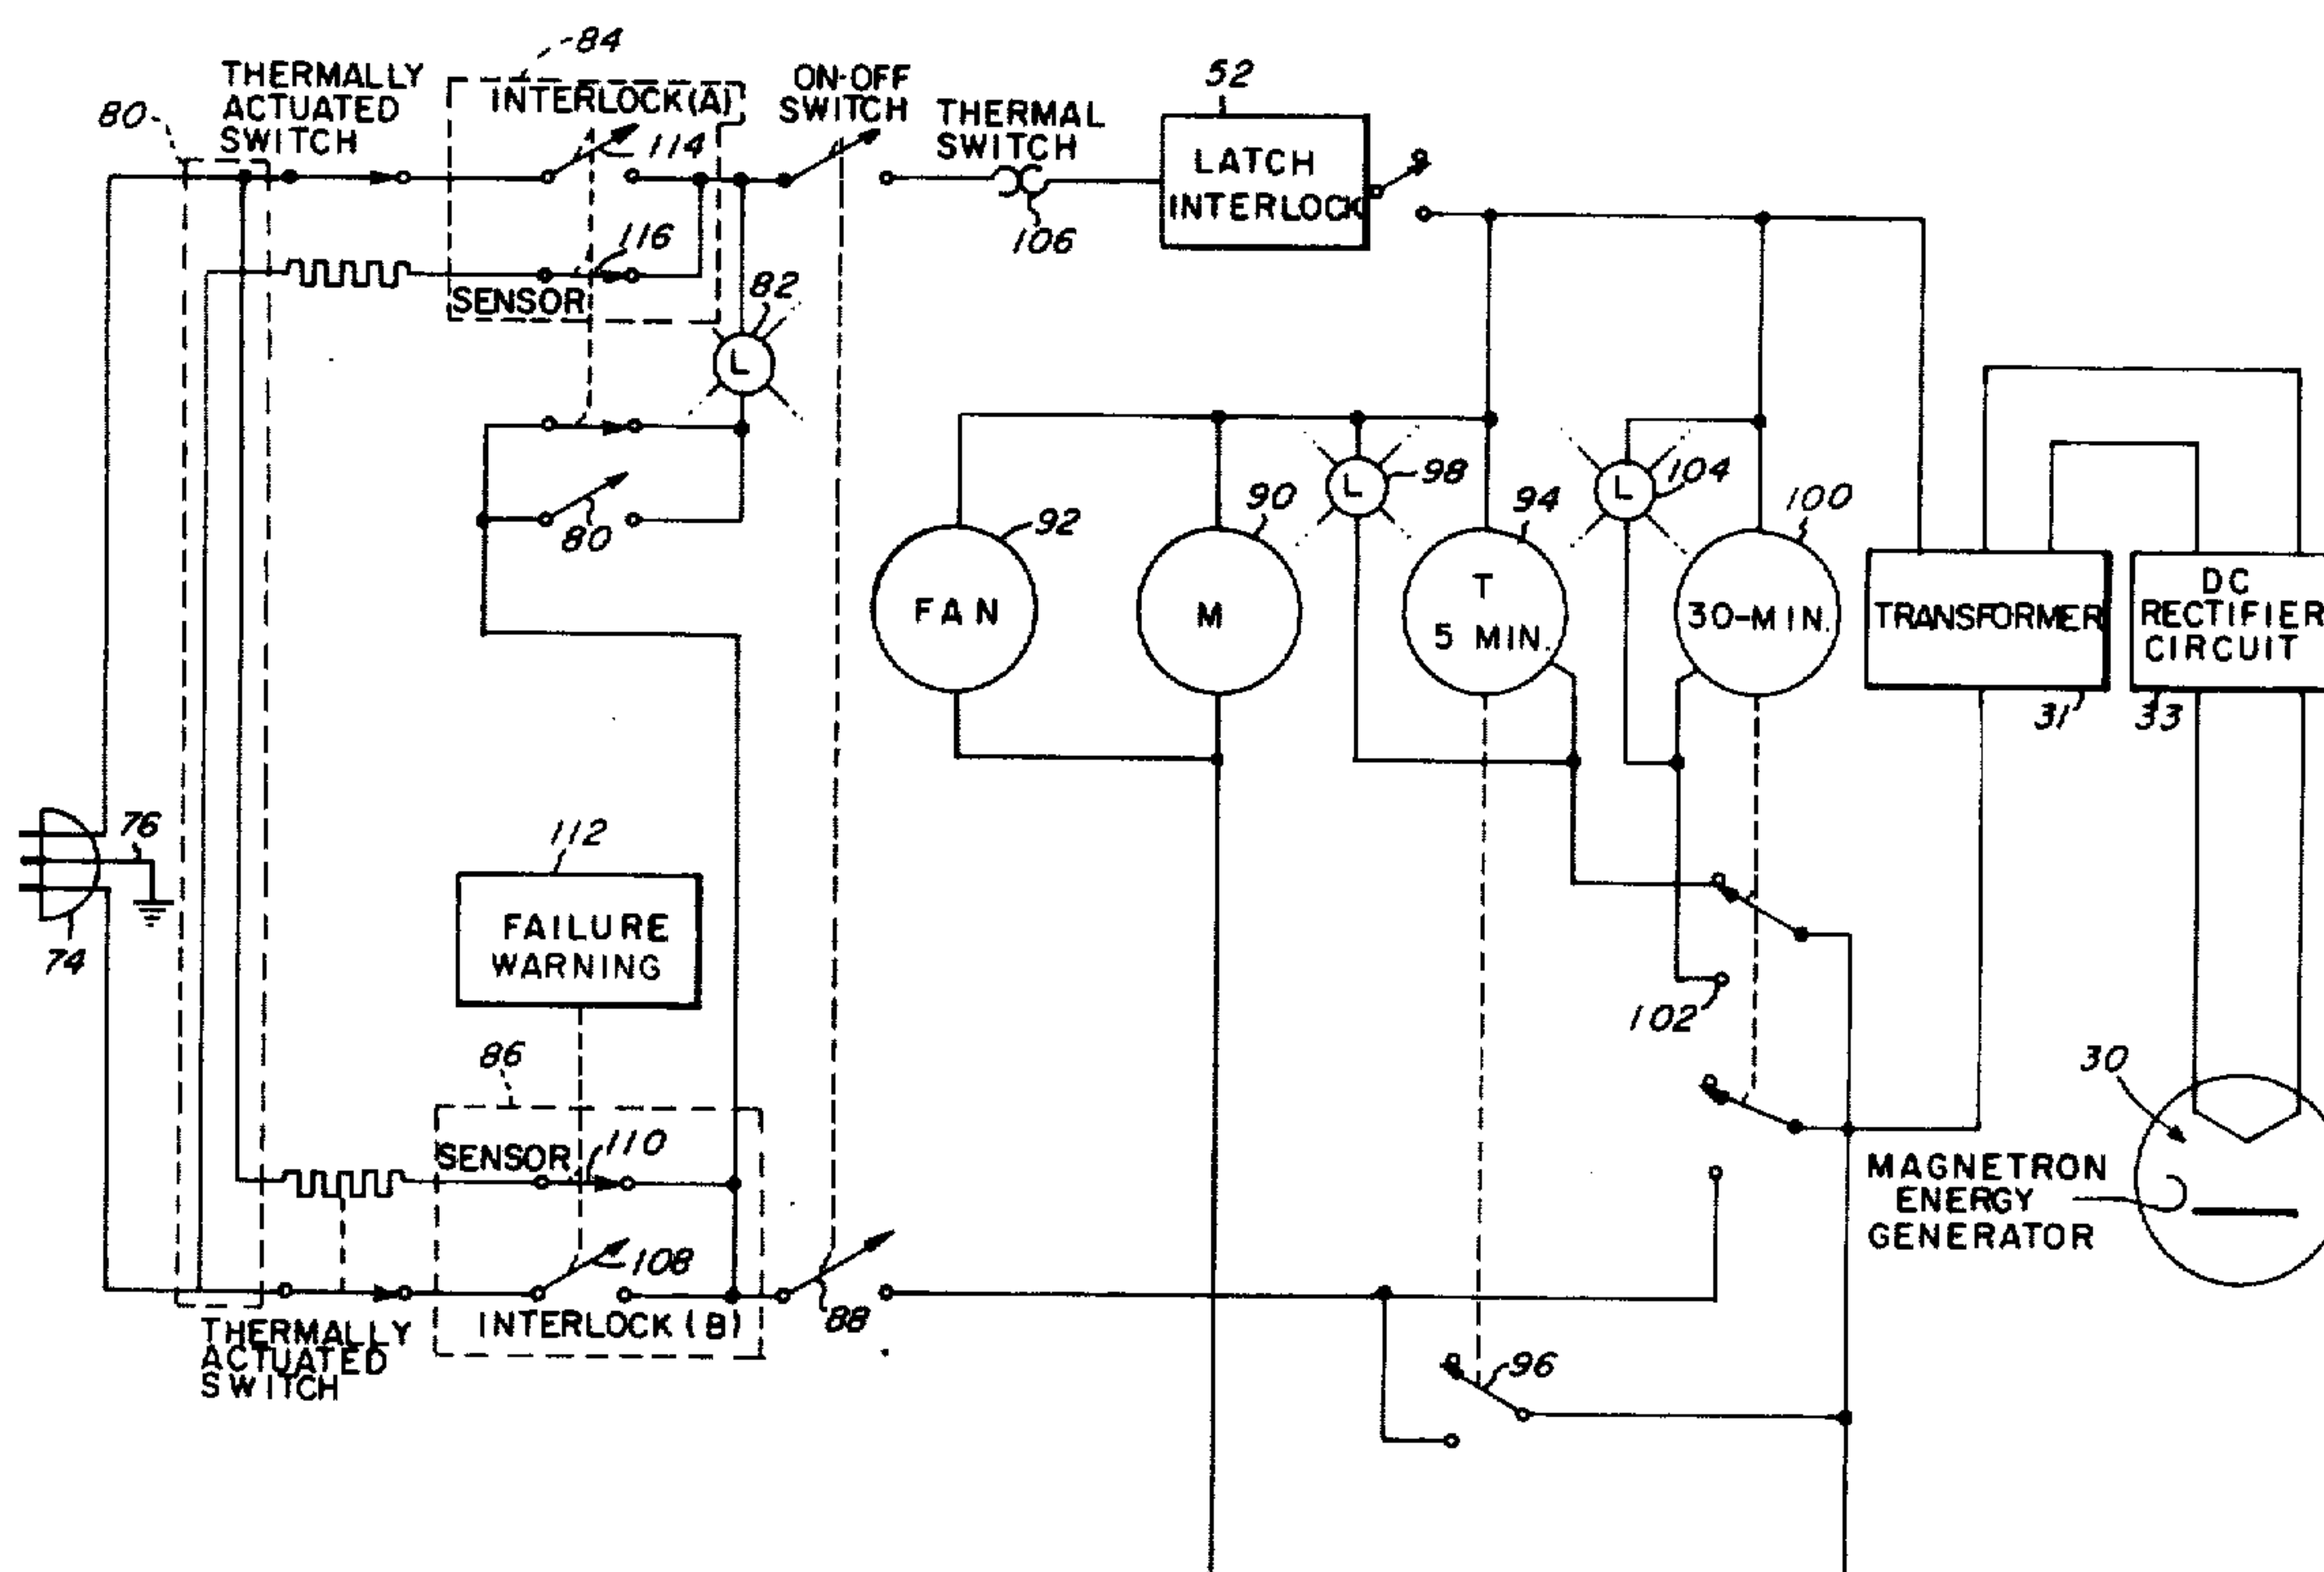 84
THERMALLY
ACTUATED
SWITCH
80
INTERLOCK(A)
114
ON-OFF
SWITCH
THERMAL
SWITCH
106
52
LATCH
INTERLOCK
116
SENSOR
82
L
80
92
FAN
90
M
L
98
94
T
5 MIN.
L
104
100
30-MIN.
TRANSFORMER
31
DC
RECTIFIER
CIRCUIT
33
76
74
112
FAILURE
WARNING
102
86
SENSOR
110
108
INTERLOCK (B)
88
THERMALLY
ACTUATED
SWITCH
96
30
MAGNETRON
ENERGY
GENERATOR